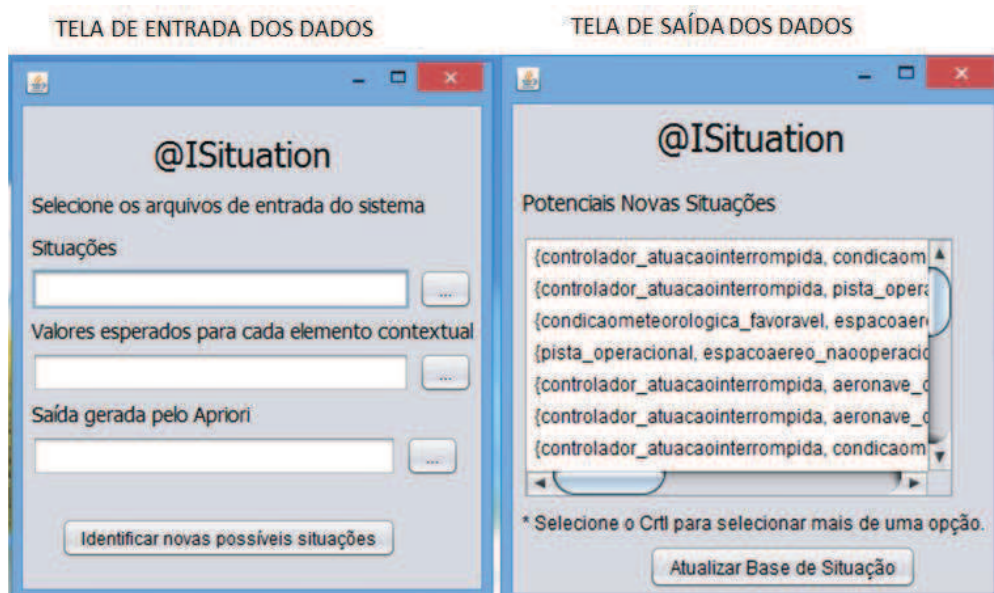 TELA DE ENTRADA DOS DADOS
@ISituation
Selecione os arquivos de entrada do sistema
Situações
...
Valores esperados para cada elemento contextual
...
Saída gerada pelo Apriori
...
Identificar novas possíveis situações
TELA DE SAÍDA DOS DADOS
@ISituation
Potenciais Novas Situações
{controlador_atuacaointerrompida, condicaom
{controlador_atuacaointerrompida, pista_opera
{condicaometeorologica_favoravel, espacoaere
{pista_operacional, espacoaereo_naooperacio
{controlador_atuacaointerrompida, aeronave_c
{controlador_atuacaointerrompida, aeronave_c
{controlador_atuacaointerrompida, condicaom
* Selecione o Crtl para selecionar mais de uma opção.
Atualizar Base de Situação